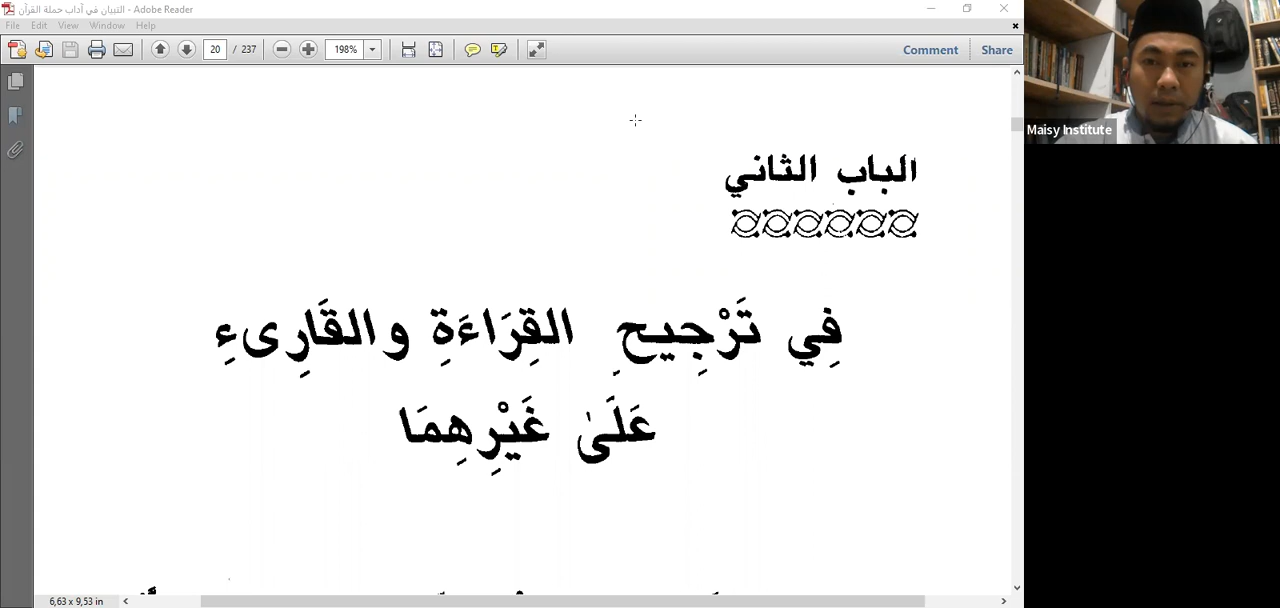 التبيان في آداب حملة القرآن - Adobe Reader
File Edit View Window Help
20 / 237
198%
Comment Share
Maisy Institute
الباب الثاني
فِي تَرْجِيحِ القِرَاءَةِ والقَارِىءِ
عَلَىٰ غَيْرِهِمَا
6,63 x 9,53 in